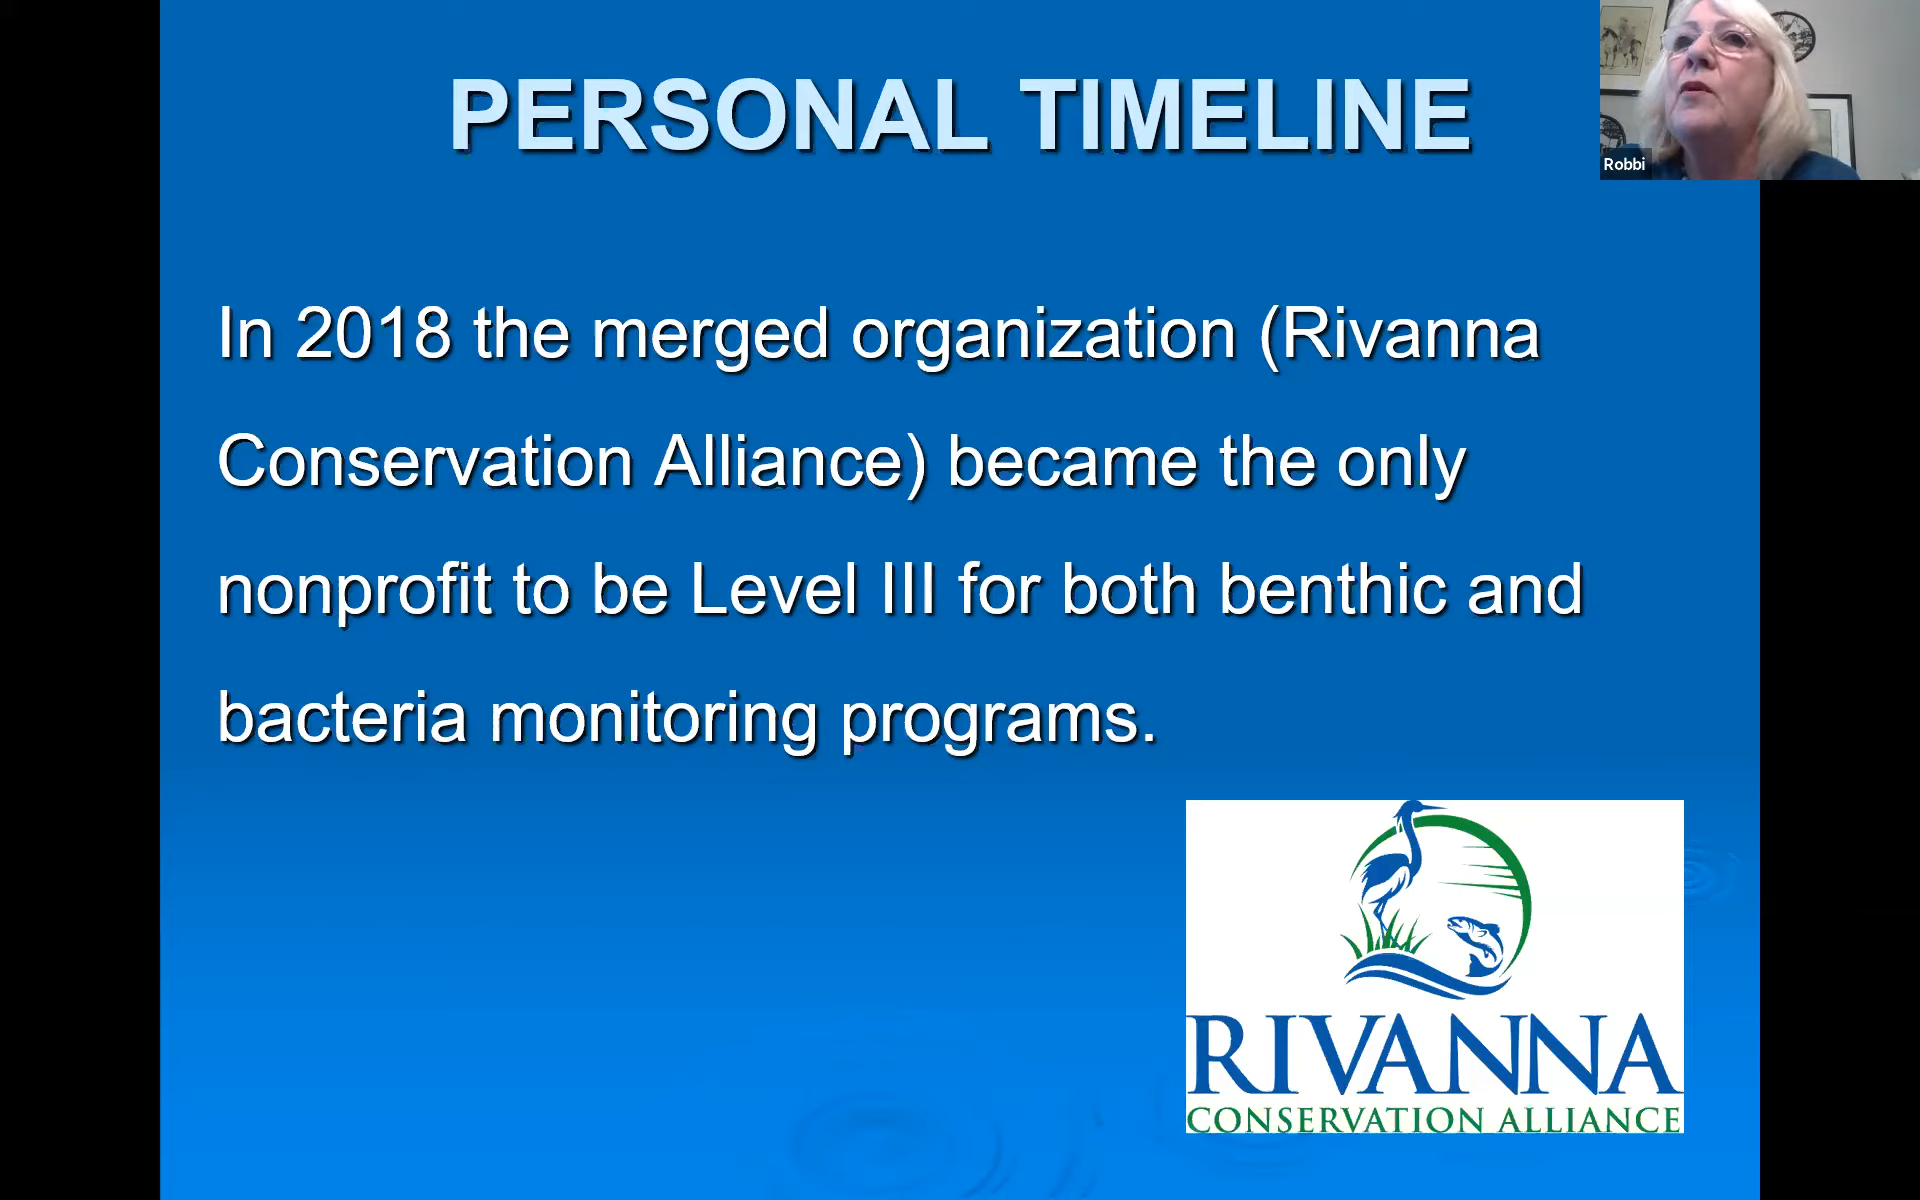 PERSONAL TIMELINE
Robbi
In 2018 the merged organization (Rivanna
Conservation Alliance) became the only
nonprofit to be Level III for both benthic and
bacteria monitoring programs.
RIVANNA
CONSERVATION ALLIANCE